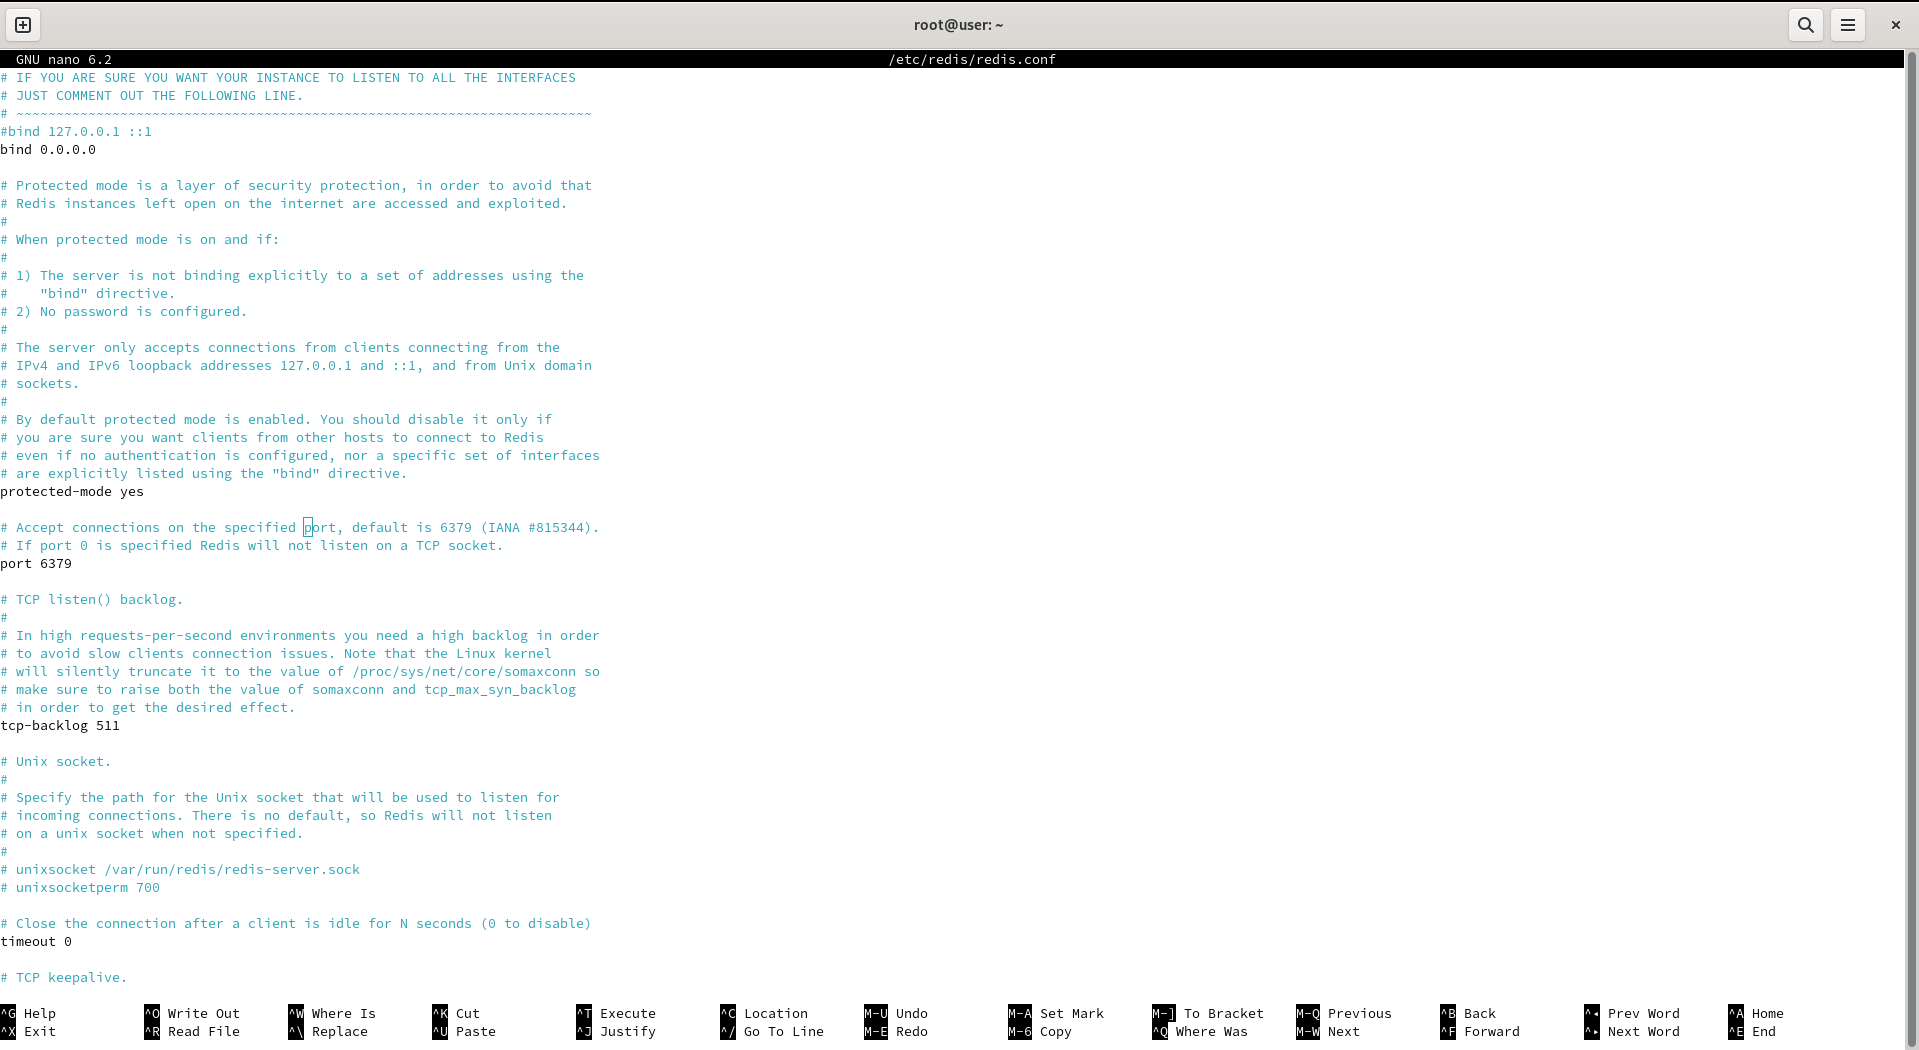 root@user: ~
GNU nano 6.2 /etc/redis/redis.conf
# IF YOU ARE SURE YOU WANT YOUR INSTANCE TO LISTEN TO ALL THE INTERFACES
# JUST COMMENT OUT THE FOLLOWING LINE.
# ~~~~~~~~~~~~~~~~~~~~~~~~~~~~~~~~~~~~~~~~~~~~~~~~~~~~~~~~~~~~~~~~~~~~~~~~
#bind 127.0.0.1 ::1
bind 0.0.0.0
# Protected mode is a layer of security protection, in order to avoid that
# Redis instances left open on the internet are accessed and exploited.
#
# When protected mode is on and if:
#
# 1) The server is not binding explicitly to a set of addresses using the
#    "bind" directive.
# 2) No password is configured.
#
# The server only accepts connections from clients connecting from the
# IPv4 and IPv6 loopback addresses 127.0.0.1 and ::1, and from Unix domain
# sockets.
#
# By default protected mode is enabled. You should disable it only if
# you are sure you want clients from other hosts to connect to Redis
# even if no authentication is configured, nor a specific set of interfaces
# are explicitly listed using the "bind" directive.
protected-mode yes
# Accept connections on the specified port, default is 6379 (IANA #815344).
# If port 0 is specified Redis will not listen on a TCP socket.
port 6379
# TCP listen() backlog.
#
# In high requests-per-second environments you need a high backlog in order
# to avoid slow clients connection issues. Note that the Linux kernel
# will silently truncate it to the value of /proc/sys/net/core/somaxconn so
# make sure to raise both the value of somaxconn and tcp_max_syn_backlog
# in order to get the desired effect.
tcp-backlog 511
# Unix socket.
#
# Specify the path for the Unix socket that will be used to listen for
# incoming connections. There is no default, so Redis will not listen
# on a unix socket when not specified.
#
# unixsocket /var/run/redis/redis-server.sock
# unixsocketperm 700
# Close the connection after a client is idle for N seconds (0 to disable)
timeout 0
# TCP keepalive.
^G Help ^O Write Out ^W Where Is ^K Cut ^T Execute ^C Location M-U Undo M-A Set Mark M-] To Bracket M-Q Previous ^B Back ^◂ Prev Word ^A Home
^X Exit ^R Read File ^\ Replace ^U Paste ^J Justify ^/ Go To Line M-E Redo M-6 Copy ^Q Where Was M-W Next ^F Forward ^▸ Next Word ^E End